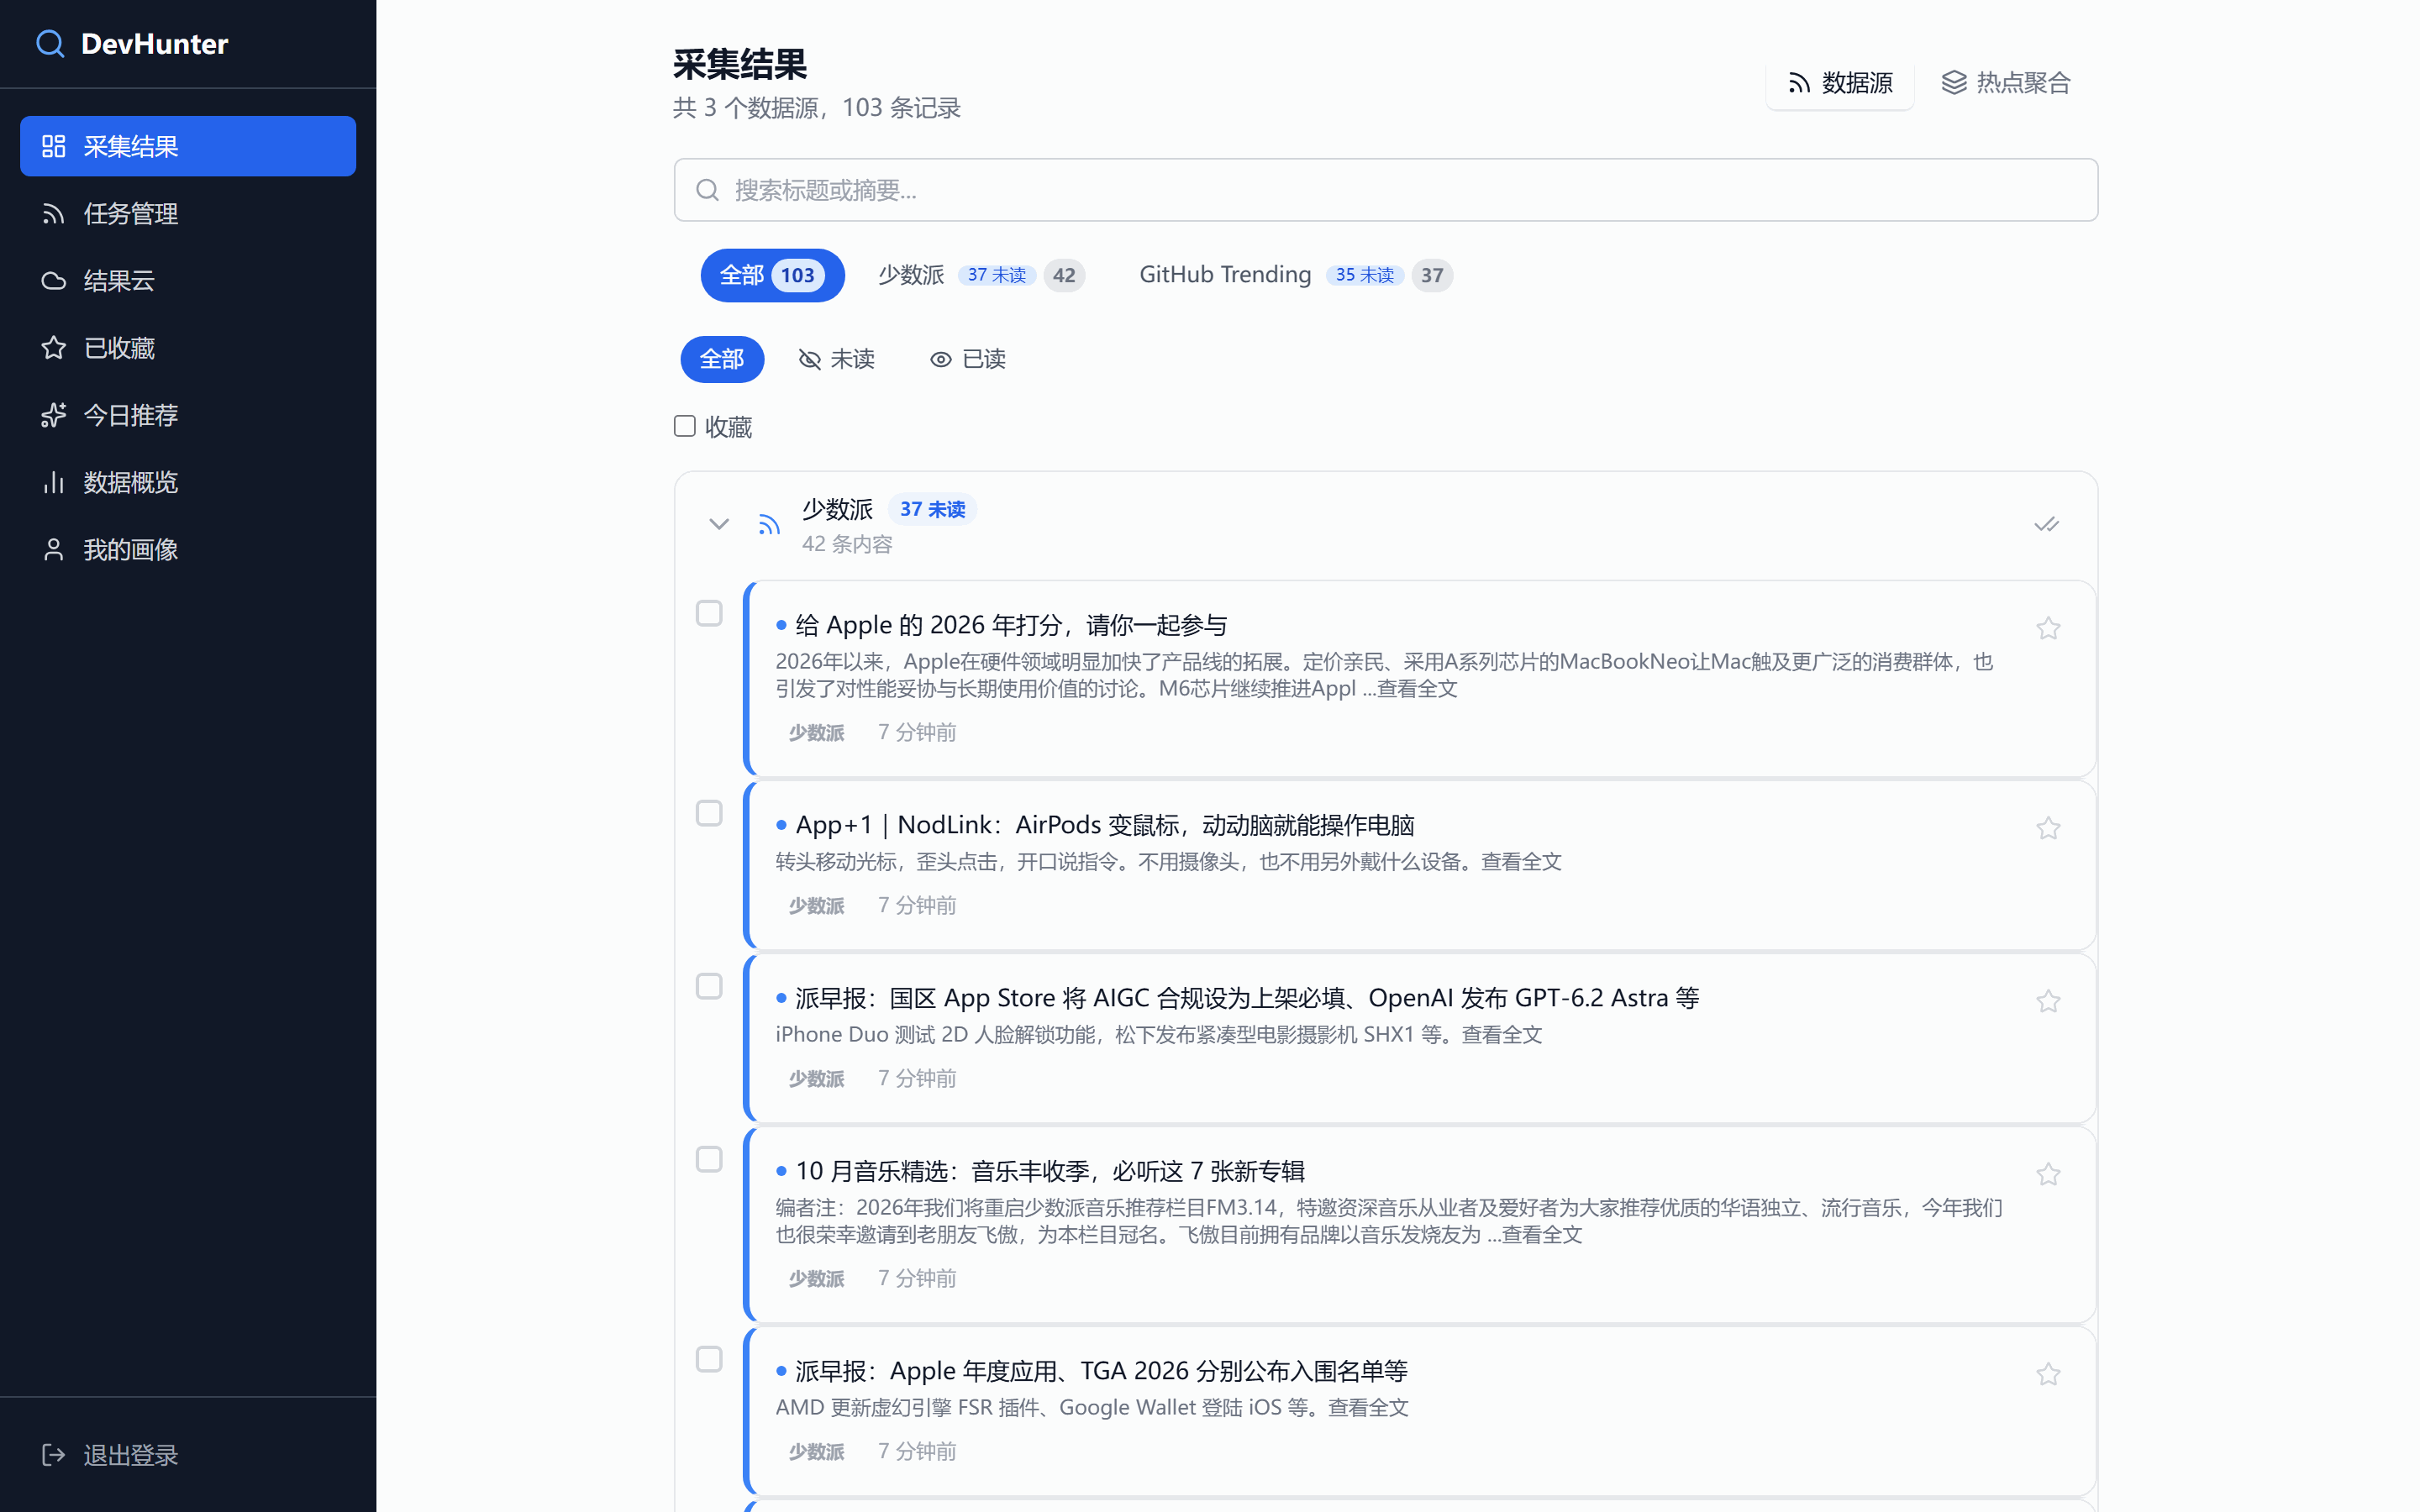 DevHunter
采集结果
任务管理
结果云
已收藏
今日推荐
数据概览
我的画像
退出登录
采集结果
共 3 个数据源，103 条记录
数据源
热点聚合
搜索标题或摘要...
全部 103
少数派 37 未读 42
GitHub Trending 35 未读 37
全部
未读
已读
收藏
少数派 37 未读
42 条内容
给 Apple 的 2026 年打分，请你一起参与
2026年以来，Apple在硬件领域明显加快了产品线的拓展。定价亲民、采用A系列芯片的MacBookNeo让Mac触及更广泛的消费群体，也
引发了对性能妥协与长期使用价值的讨论。M6芯片继续推进Appl ...查看全文
少数派 7 分钟前
App+1｜NodLink：AirPods 变鼠标，动动脑就能操作电脑
转头移动光标，歪头点击，开口说指令。不用摄像头，也不用另外戴什么设备。查看全文
少数派 7 分钟前
派早报：国区 App Store 将 AIGC 合规设为上架必填、OpenAI 发布 GPT-6.2 Astra 等
iPhone Duo 测试 2D 人脸解锁功能，松下发布紧凑型电影摄影机 SHX1 等。查看全文
少数派 7 分钟前
10 月音乐精选：音乐丰收季，必听这 7 张新专辑
编者注：2026年我们将重启少数派音乐推荐栏目FM3.14，特邀资深音乐从业者及爱好者为大家推荐优质的华语独立、流行音乐，今年我们
也很荣幸邀请到老朋友飞傲，为本栏目冠名。飞傲目前拥有品牌以音乐发烧友为 ...查看全文
少数派 7 分钟前
派早报：Apple 年度应用、TGA 2026 分别公布入围名单等
AMD 更新虚幻引擎 FSR 插件、Google Wallet 登陆 iOS 等。查看全文
少数派 7 分钟前